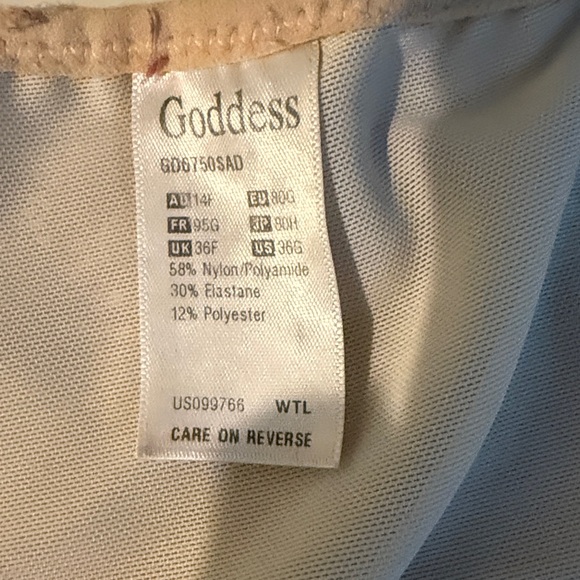 Goddess
GD6750SAD
AU 14F EU 80G
FR 95G JP 80H
UK 36F US 36G
58% Nylon/Polyamide
30% Elastane
12% Polyester
US099766 WTL
CARE ON REVERSE